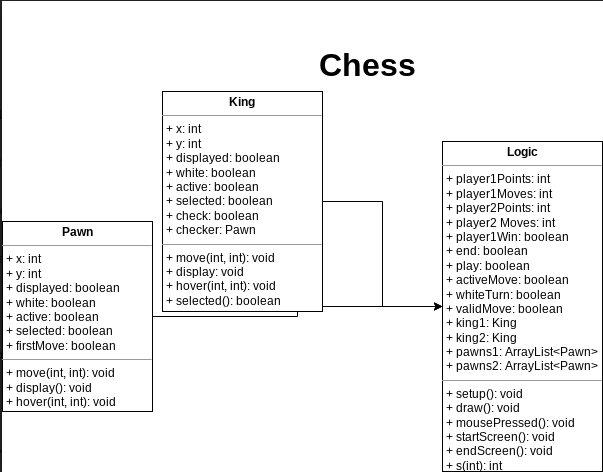 Chess
King
+ x: int
+ y: int
+ displayed: boolean
+ white: boolean
+ active: boolean
+ selected: boolean
+ check: boolean
+ checker: Pawn
+ move(int, int): void
+ display: void
+ hover(int, int): void
+ selected(): boolean
Pawn
+ x: int
+ y: int
+ displayed: boolean
+ white: boolean
+ active: boolean
+ selected: boolean
+ firstMove: boolean
+ move(int, int): void
+ display(): void
+ hover(int, int): void
Logic
+ player1Points: int
+ player1Moves: int
+ player2Points: int
+ player2 Moves: int
+ player1Win: boolean
+ end: boolean
+ play: boolean
+ activeMove: boolean
+ whiteTurn: boolean
+ validMove: boolean
+ king1: King
+ king2: King
+ pawns1: ArrayList<Pawn>
+ pawns2: ArrayList<Pawn>
+ setup(): void
+ draw(): void
+ mousePressed(): void
+ startScreen(): void
+ endScreen(): void
+ s(int): int